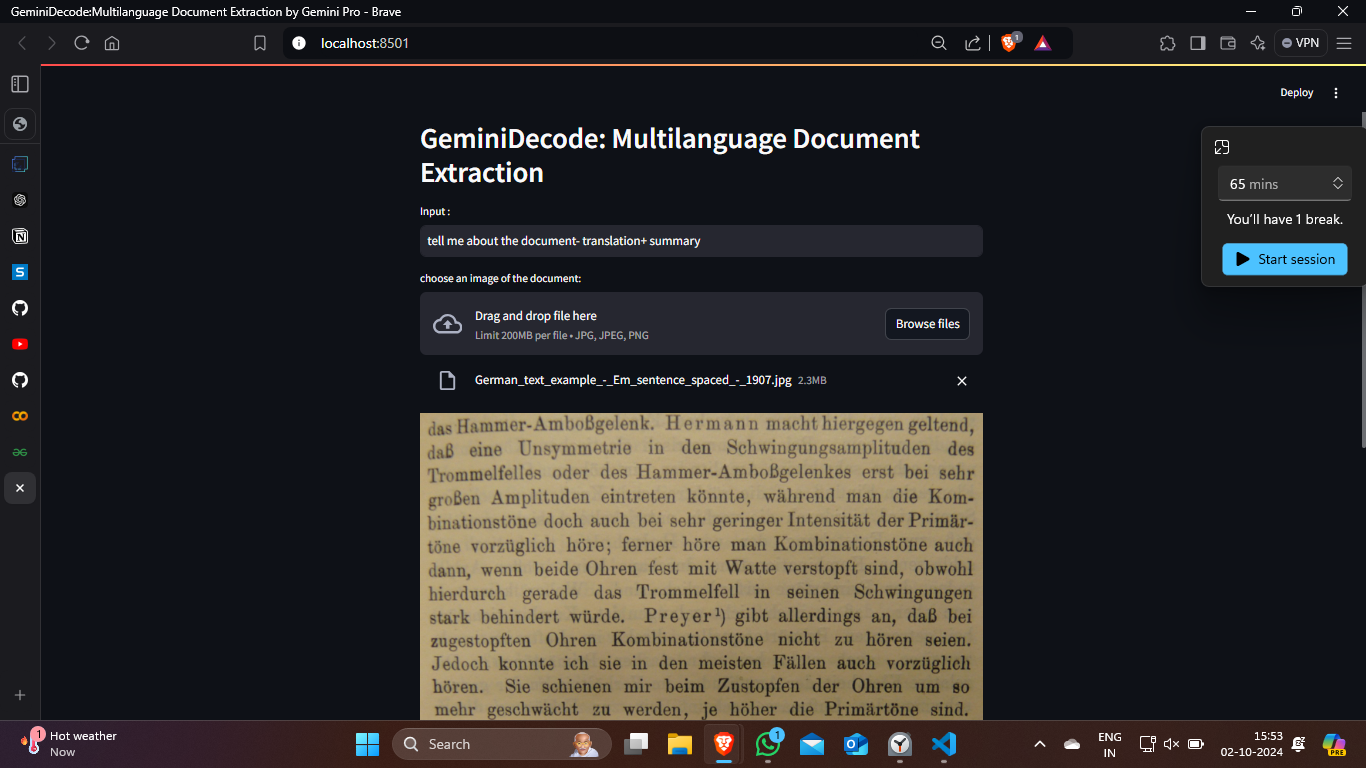 GeminiDecode:Multilanguage Document Extraction by Gemini Pro - Brave
localhost:8501
1
VPN
Deploy
GeminiDecode: Multilanguage Document
Extraction
65 mins
You'll have 1 break.
Start session
Input :
tell me about the document- translation+ summary
choose an image of the document:
Drag and drop file here
Limit 200MB per file • JPG, JPEG, PNG
Browse files
German_text_example_-_Em_sentence_spaced_-_1907.jpg 2.3MB
das Hammer-Amboßgelenk. Hermann macht hiergegen geltend,
daß eine Unsymmetrie in den Schwingungsamplituden des
Trommelfelles oder des Hammer-Amboßgelenkes erst bei sehr
großen Amplituden eintreten könnte, während man die Kom-
binationstöne doch auch bei sehr geringer Intensität der Primär-
töne vorzüglich höre; ferner höre man Kombinationstöne auch
dann, wenn beide Ohren fest mit Watte verstopft sind, obwohl
hierdurch gerade das Trommelfell in seinen Schwingungen
stark behindert würde. Preyer¹) gibt allerdings an, daß bei
zugestopften Ohren Kombinationstöne nicht zu hören seien.
Jedoch konnte ich sie in den meisten Fällen auch vorzüglich
hören. Sie schienen mir beim Zustopfen der Ohren um so
mehr geschwächt zu werden, je höher die Primärtöne sind.
1
Hot weather
Now
Search
1
ENG
IN
15:53
02-10-2024
PRE